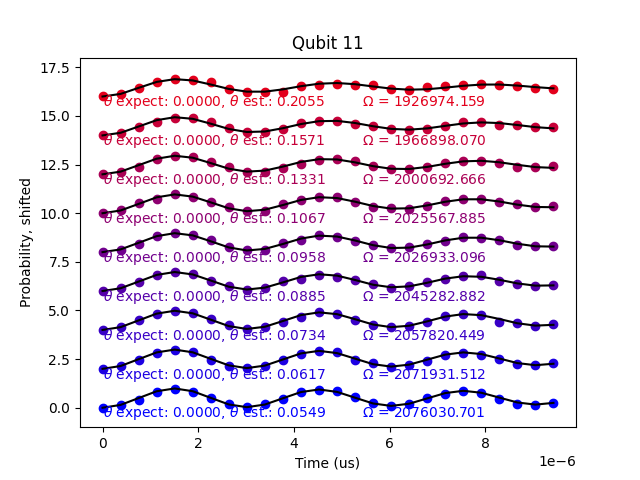 Qubit 11
17.5
θ expect: 0.0000, θ est.: 0.2055 Ω = 1926974.159
15.0
θ expect: 0.0000, θ est.: 0.1571 Ω = 1966898.070
12.5
θ expect: 0.0000, θ est.: 0.1331 Ω = 2000692.666
10.0
θ expect: 0.0000, θ est.: 0.1067 Ω = 2025567.885
7.5
θ expect: 0.0000, θ est.: 0.0958 Ω = 2026933.096
θ expect: 0.0000, θ est.: 0.0885 Ω = 2045282.882
5.0
θ expect: 0.0000, θ est.: 0.0734 Ω = 2057820.449
2.5
θ expect: 0.0000, θ est.: 0.0617 Ω = 2071931.512
0.0
θ expect: 0.0000, θ est.: 0.0549 Ω = 2076030.701
Probability, shifted
0 2 4 6 8
Time (us)
1e−6